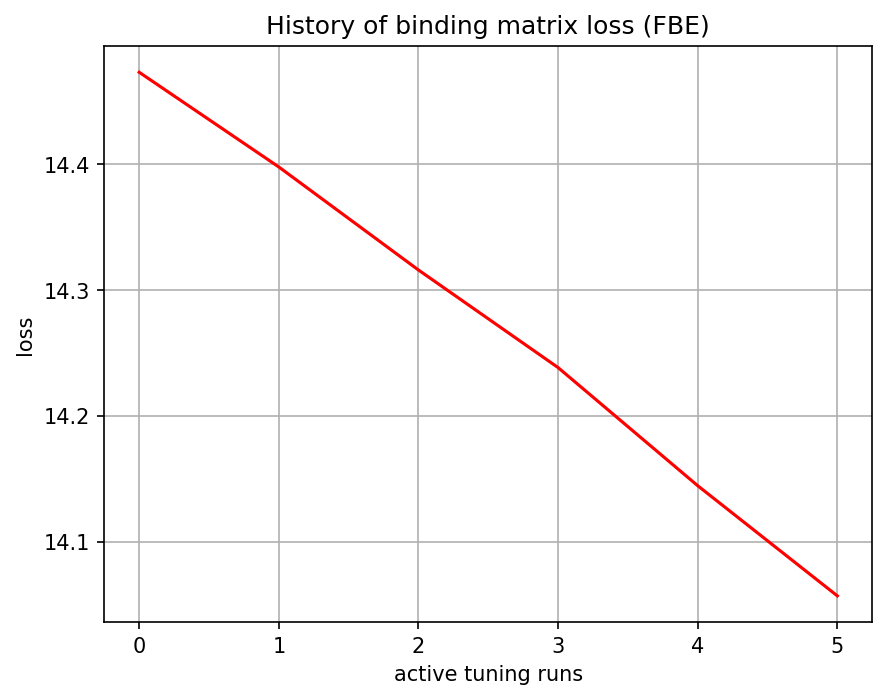 History of binding matrix loss (FBE)
14.4
14.3
14.2
14.1
loss
0 1 2 3 4 5
active tuning runs